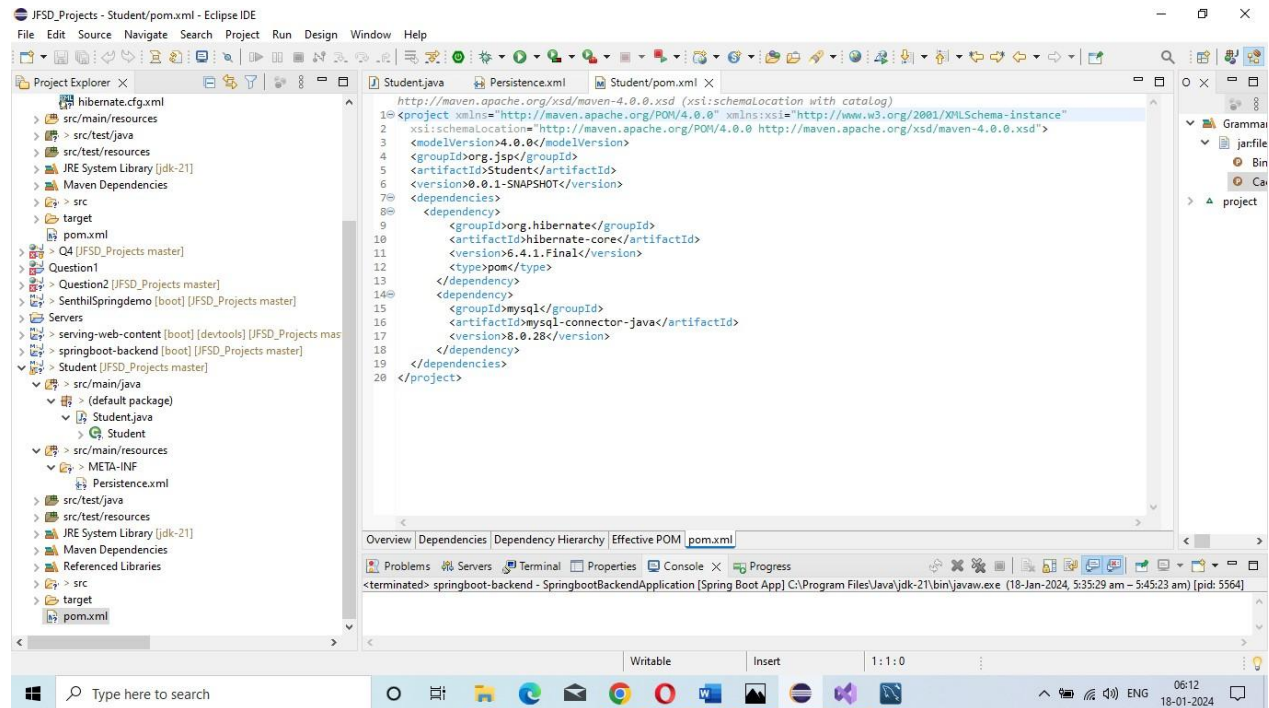 JFSD_Projects - Student/pom.xml - Eclipse IDE
File Edit Source Navigate Search Project Run Design Window Help
Project Explorer
hibernate.cfg.xml
> src/main/resources
> src/test/java
src/test/resources
JRE System Library [jdk-21]
Maven Dependencies
> src
target
pom.xml
> Q4 [JFSD_Projects master]
Question1
> Question2 [JFSD_Projects master]
> SenthilSpringdemo [boot] [JFSD_Projects master]
Servers
> serving-web-content [boot] [devtools] [JFSD_Projects mas
> springboot-backend [boot] [JFSD_Projects master]
> Student [JFSD_Projects master]
> src/main/java
> (default package)
Student.java
Student
> src/main/resources
> META-INF
Persistence.xml
src/test/java
src/test/resources
JRE System Library [jdk-21]
Maven Dependencies
Referenced Libraries
> src
target
pom.xml
Student.java Persistence.xml Student/pom.xml
http://maven.apache.org/xsd/maven-4.0.0.xsd (xsi:schemaLocation with catalog)
1 <project xmlns="http://maven.apache.org/POM/4.0.0" xmlns:xsi="http://www.w3.org/2001/XMLSchema-instance"
2 xsi:schemaLocation="http://maven.apache.org/POM/4.0.0 http://maven.apache.org/xsd/maven-4.0.0.xsd">
3 <modelVersion>4.0.0</modelVersion>
4 <groupId>org.jsp</groupId>
5 <artifactId>Student</artifactId>
6 <version>0.0.1-SNAPSHOT</version>
7 <dependencies>
8 <dependency>
9 <groupId>org.hibernate</groupId>
10 <artifactId>hibernate-core</artifactId>
11 <version>6.4.1.Final</version>
12 <type>pom</type>
13 </dependency>
14 <dependency>
15 <groupId>mysql</groupId>
16 <artifactId>mysql-connector-java</artifactId>
17 <version>8.0.28</version>
18 </dependency>
19 </dependencies>
20 </project>
Overview Dependencies Dependency Hierarchy Effective POM pom.xml
O
Grammar
jar:file
Bin
Ca
project
Problems Servers Terminal Properties Console Progress
<terminated> springboot-backend - SpringbootBackendApplication [Spring Boot App] C:\Program Files\Java\jdk-21\bin\javaw.exe (18-Jan-2024, 5:35:29 am – 5:45:23 am) [pid: 5564]
Writable Insert 1 : 1 : 0
Type here to search
ENG
06:12
18-01-2024